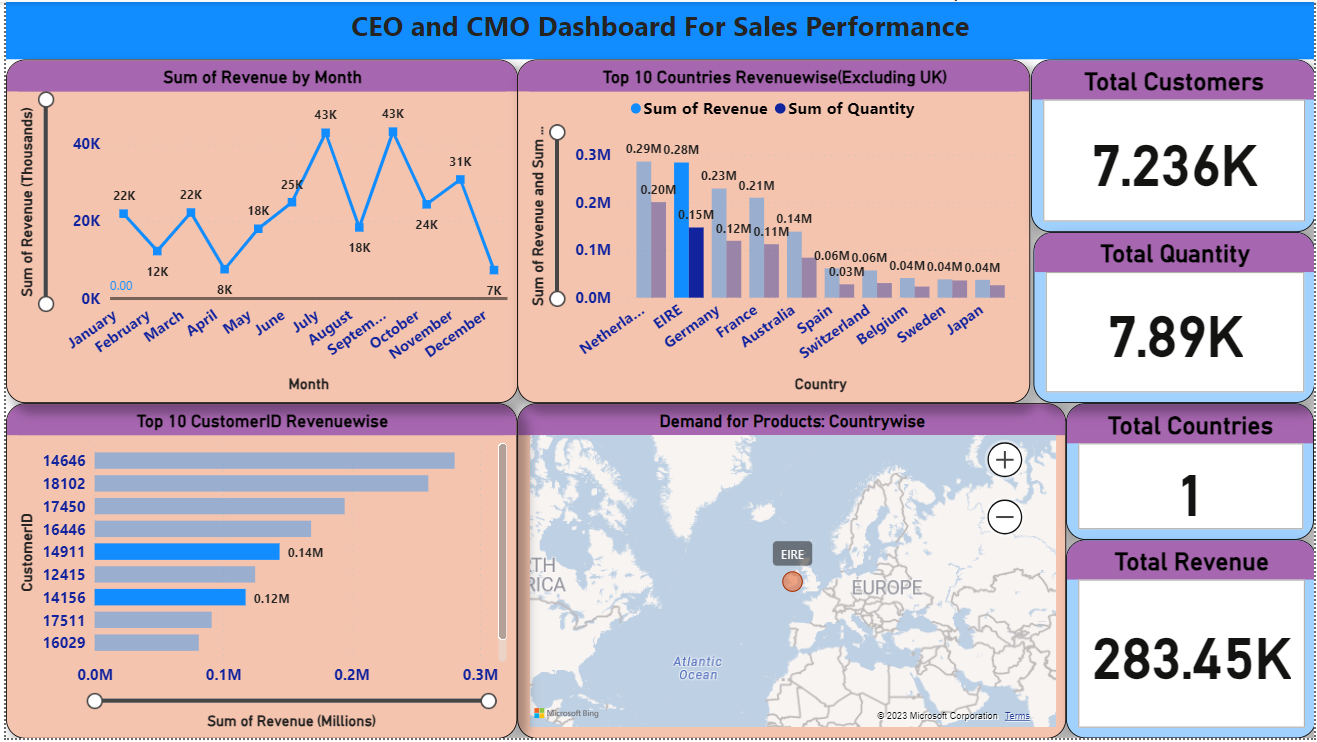 CEO and CMO Dashboard For Sales Performance
Sum of Revenue by Month
Sum of Revenue (Thousands)
40K
20K
0K
0.00
22K
12K
22K
8K
18K
25K
43K
18K
43K
24K
31K
7K
January
February
March
April
May
June
July
August
Septem...
October
November
December
Month
Top 10 Countries Revenuewise(Excluding UK)
Sum of Revenue Sum of Quantity
Sum of Revenue and Sum ...
0.3M
0.2M
0.1M
0.0M
0.29M
0.20M
0.28M
0.15M
0.23M
0.12M
0.21M
0.11M
0.14M
0.06M
0.03M
0.06M
0.04M
0.04M
0.04M
Netherla...
EIRE
Germany
France
Australia
Spain
Switzerland
Belgium
Sweden
Japan
Country
Total Customers
7.236K
Total Quantity
7.89K
Top 10 CustomerID Revenuewise
CustomerID
14646
18102
17450
16446
14911 0.14M
12415
14156 0.12M
17511
16029
0.0M 0.1M 0.2M 0.3M
Sum of Revenue (Millions)
Demand for Products: Countrywise
EIRE
TH
RICA
EUROPE
Atlantic
Ocean
Microsoft Bing
© 2023 Microsoft Corporation Terms
Total Countries
1
Total Revenue
283.45K